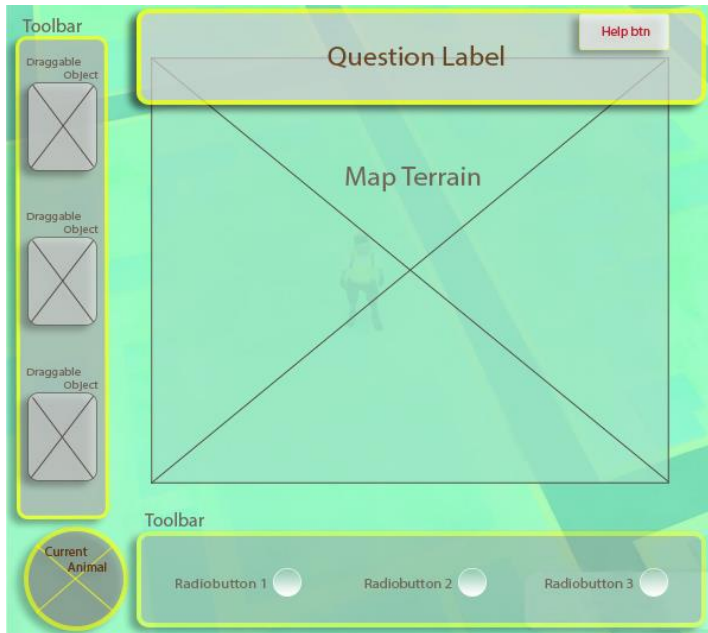 Toolbar
Help btn
Question Label
Draggable
Object
Map Terrain
Draggable
Object
Draggable
Object
Toolbar
Current
Animal
Radiobutton 1
Radiobutton 2
Radiobutton 3